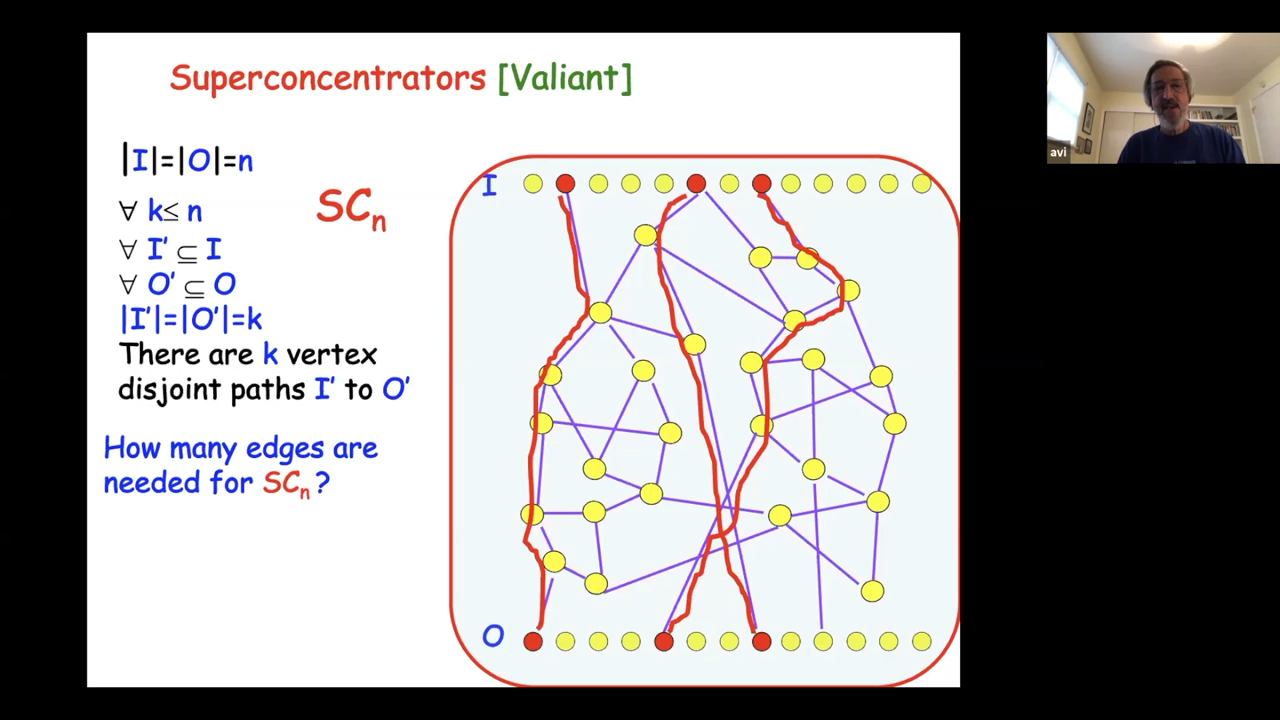 Superconcentrators [Valiant]
|I|=|O|=n
∀ k≤ n
SCn
∀ I' ⊆ I
∀ O' ⊆ O
|I'|=|O'|=k
There are k vertex
disjoint paths I' to O'
How many edges are
needed for SCn?
I
O
avi